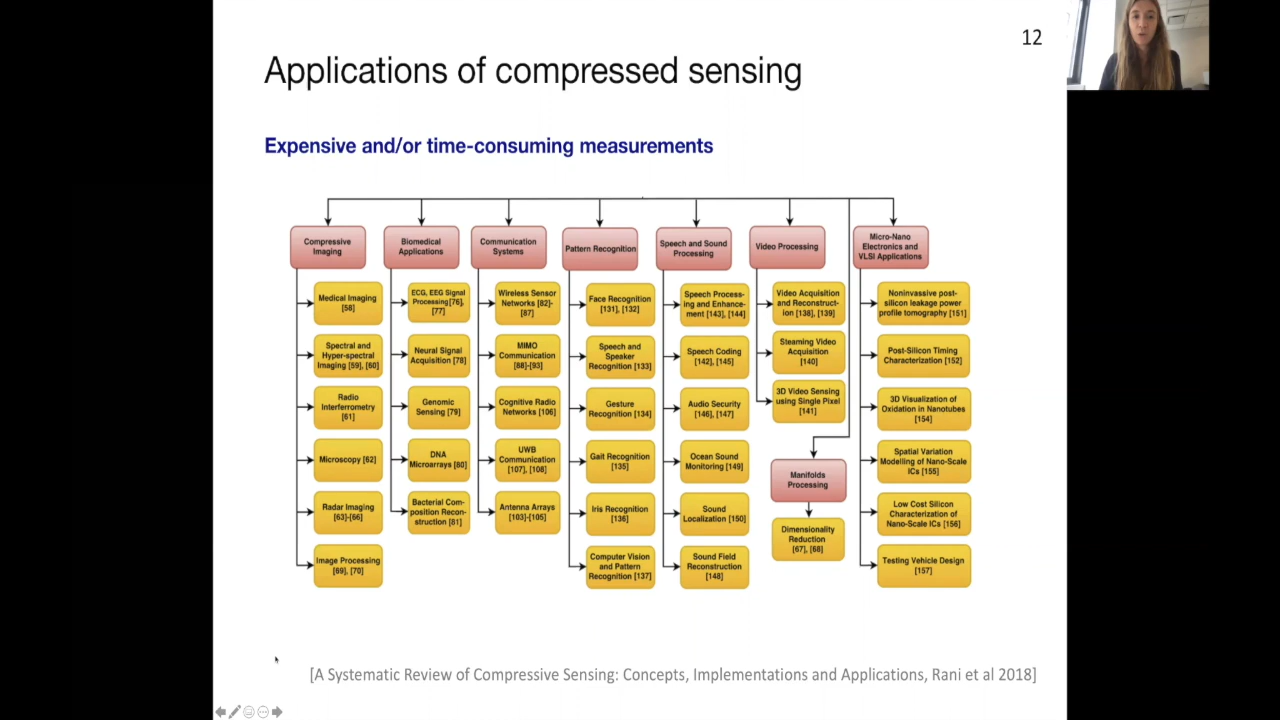 12
Applications of compressed sensing
Expensive and/or time-consuming measurements
Compressive
Imaging
Medical Imaging
[58]
Spectral and
Hyper-spectral
Imaging [59], [60]
Radio
Interferrometry
[61]
Microscopy [62]
Radar Imaging
[63]-[66]
Image Processing
[69], [70]
Biomedical
Applications
ECG, EEG Signal
Processing[76],
[77]
Neural Signal
Acquisition [78]
Genomic
Sensing [79]
DNA
Microarrays [80]
Bacterial Com-
position Recon-
struction [81]
Communication
Systems
Wireless Sensor
Networks [82]-
[87]
MIMO
Communication
[88]-[93]
Cognitive Radio
Networks [106]
UWB
Communication
[107], [108]
Antenna Arrays
[103]-[105]
Pattern Recognition
Face Recognition
[131], [132]
Speech and
Speaker
Recognition [133]
Gesture
Recognition [134]
Gait Recognition
[135]
Iris Recognition
[136]
Computer Vision
and Pattern
Recognition [137]
Speech and Sound
Processing
Speech Process-
ing and Enhance-
ment [143], [144]
Speech Coding
[142], [145]
Audio Security
[146], [147]
Ocean Sound
Monitoring [149]
Sound
Localization [150]
Sound Field
Reconstruction
[148]
Video Processing
Video Acquisition
and Reconstruct-
ion [138], [139]
Steaming Video
Acquisition
[140]
3D Video Sensing
using Single Pixel
[141]
Manifolds
Processing
Dimensionality
Reduction
[67], [68]
Micro-Nano
Electronics and
VLSI Applications
Noninvasive post-
silicon leakage power
profile tomography [151]
Post-Silicon Timing
Characterization [152]
3D Visualization of
Oxidation in Nanotubes
[154]
Spatial Variation
Modelling of Nano-Scale
ICs [155]
Low Cost Silicon
Characterization of
Nano-Scale ICs [156]
Testing Vehicle Design
[157]
[A Systematic Review of Compressive Sensing: Concepts, Implementations and Applications, Rani et al 2018]